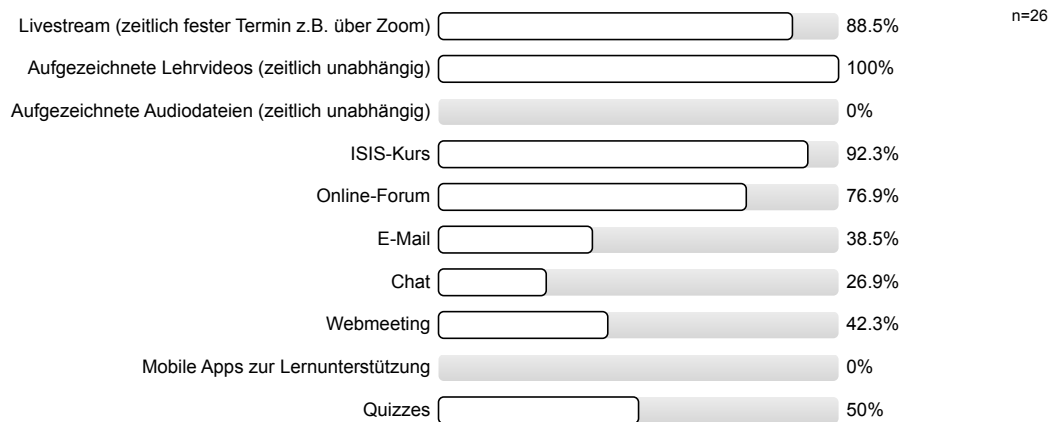 Livestream (zeitlich fester Termin z.B. über Zoom) 88.5% n=26
Aufgezeichnete Lehrvideos (zeitlich unabhängig) 100%
Aufgezeichnete Audiodateien (zeitlich unabhängig) 0%
ISIS-Kurs 92.3%
Online-Forum 76.9%
E-Mail 38.5%
Chat 26.9%
Webmeeting 42.3%
Mobile Apps zur Lernunterstützung 0%
Quizzes 50%